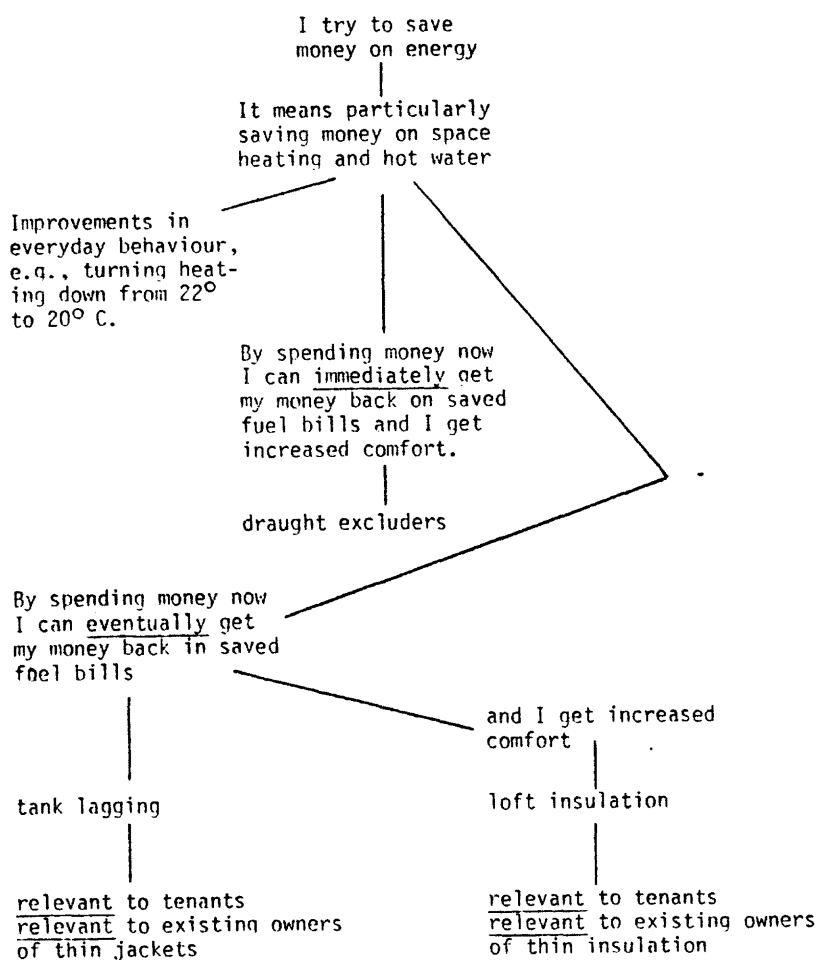 I try to save
money on energy
It means particularly
saving money on space
heating and hot water
Improvements in
everyday behaviour,
e.g., turning heat-
ing down from 22°
to 20° C.
By spending money now
I can immediately get
my money back on saved
fuel bills and I get
increased comfort.
draught excluders
By spending money now
I can eventually get
my money back in saved
fuel bills
and I get increased
comfort
tank lagging
loft insulation
relevant to tenants
relevant to existing owners
of thin jackets
relevant to tenants
relevant to existing owners
of thin insulation